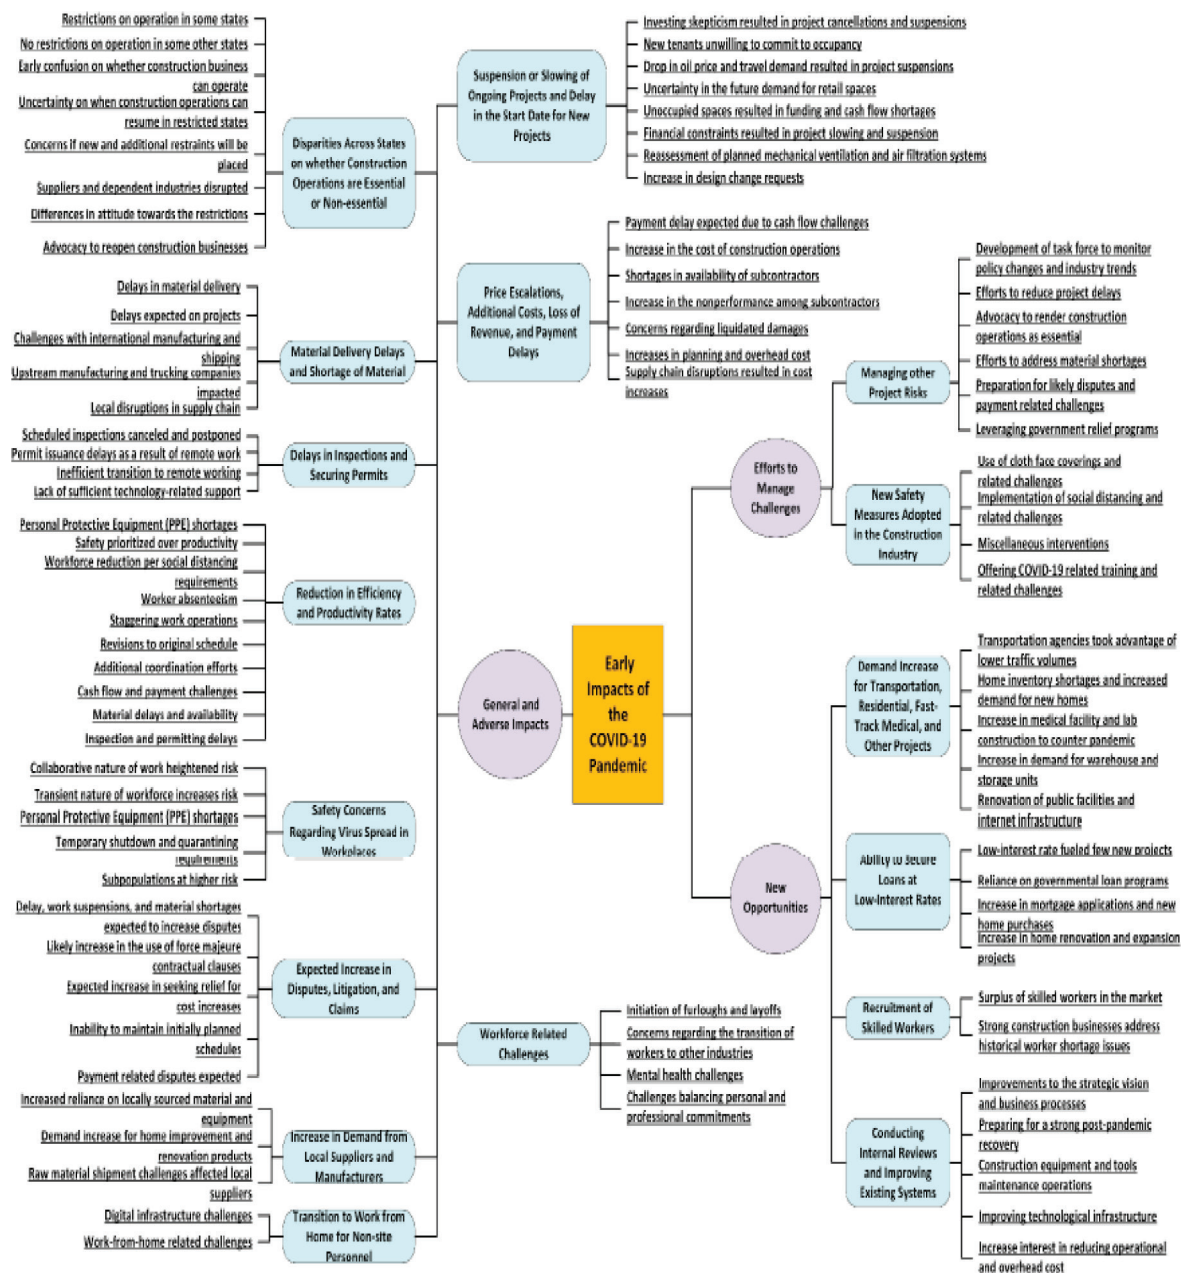 Restrictions on operation in some states
No restrictions on operation in some other states
Early confusion on whether construction business
can operate
Uncertainty on when construction operations can
resume in restricted states
Concerns if new and additional restraints will be
placed
Suppliers and dependent industries disrupted
Differences in attitude towards the restrictions
Advocacy to reopen construction businesses
Disparities Across States
on whether Construction
Operations are Essential
or Non-essential
Delays in material delivery
Delays expected on projects
Challenges with international manufacturing and
shipping
Upstream manufacturing and trucking companies
impacted
Local disruptions in supply chain
Material Delivery Delays
and Shortage of Material
Scheduled inspections canceled and postponed
Permit issuance delays as a result of remote work
Inefficient transition to remote working
Lack of sufficient technology-related support
Delays in Inspections and
Securing Permits
Personal Protective Equipment (PPE) shortages
Safety prioritized over productivity
Workforce reduction per social distancing
requirements
Worker absenteeism
Staggering work operations
Revisions to original schedule
Additional coordination efforts
Cash flow and payment challenges
Material delays and availability
Inspection and permitting delays
Reduction in Efficiency
and Productivity Rates
Collaborative nature of work heightened risk
Transient nature of workforce increases risk
Personal Protective Equipment (PPE) shortages
Temporary shutdown and quarantining
requirements
Subpopulations at higher risk
Safety Concerns
Regarding Virus Spread in
Workplaces
Delay, work suspensions, and material shortages
expected to increase disputes
Likely increase in the use of force majeure
contractual clauses
Expected increase in seeking relief for
cost increases
Inability to maintain initially planned
schedules
Payment related disputes expected
Expected Increase in
Disputes, Litigation, and
Claims
Increased reliance on locally sourced material and
equipment
Demand increase for home improvement and
renovation products
Raw material shipment challenges affected local
suppliers
Increase in Demand from
Local Suppliers and
Manufacturers
Digital infrastructure challenges
Work-from-home related challenges
Transition to Work from
Home for Non-site
Personnel
Suspension or Slowing of
Ongoing Projects and Delay
in the Start Date for New
Projects
Investing skepticism resulted in project cancellations and suspensions
New tenants unwilling to commit to occupancy
Drop in oil price and travel demand resulted in project suspensions
Uncertainty in the future demand for retail spaces
Unoccupied spaces resulted in funding and cash flow shortages
Financial constraints resulted in project slowing and suspension
Reassessment of planned mechanical ventilation and air filtration systems
Increase in design change requests
Price Escalations,
Additional Costs, Loss of
Revenue, and Payment
Delays
Payment delay expected due to cash flow challenges
Increase in the cost of construction operations
Shortages in availability of subcontractors
Increase in the nonperformance among subcontractors
Concerns regarding liquidated damages
Increases in planning and overhead cost
Supply chain disruptions resulted in cost
increases
General and
Adverse Impacts
Early
Impacts of
the
COVID-19
Pandemic
Workforce Related
Challenges
Initiation of furloughs and layoffs
Concerns regarding the transition of
workers to other industries
Mental health challenges
Challenges balancing personal and
professional commitments
Efforts to
Manage
Challenges
Managing other
Project Risks
Development of task force to monitor
policy changes and industry trends
Efforts to reduce project delays
Advocacy to render construction
operations as essential
Efforts to address material shortages
Preparation for likely disputes and
payment related challenges
Leveraging government relief programs
New Safety
Measures Adopted
in the Construction
Industry
Use of cloth face coverings and
related challenges
Implementation of social distancing and
related challenges
Miscellaneous interventions
Offering COVID-19 related training and
related challenges
New
Opportunities
Demand Increase
for Transportation,
Residential, Fast-
Track Medical, and
Other Projects
Transportation agencies took advantage of
lower traffic volumes
Home inventory shortages and increased
demand for new homes
Increase in medical facility and lab
construction to counter pandemic
Increase in demand for warehouse and
storage units
Renovation of public facilities and
internet infrastructure
Ability to Secure
Loans at
Low-Interest Rates
Low-interest rate fueled few new projects
Reliance on governmental loan programs
Increase in mortgage applications and new
home purchases
Increase in home renovation and expansion
projects
Recruitment of
Skilled Workers
Surplus of skilled workers in the market
Strong construction businesses address
historical worker shortage issues
Conducting
Internal Reviews
and Improving
Existing Systems
Improvements to the strategic vision
and business processes
Preparing for a strong post-pandemic
recovery
Construction equipment and tools
maintenance operations
Improving technological infrastructure
Increase interest in reducing operational
and overhead cost